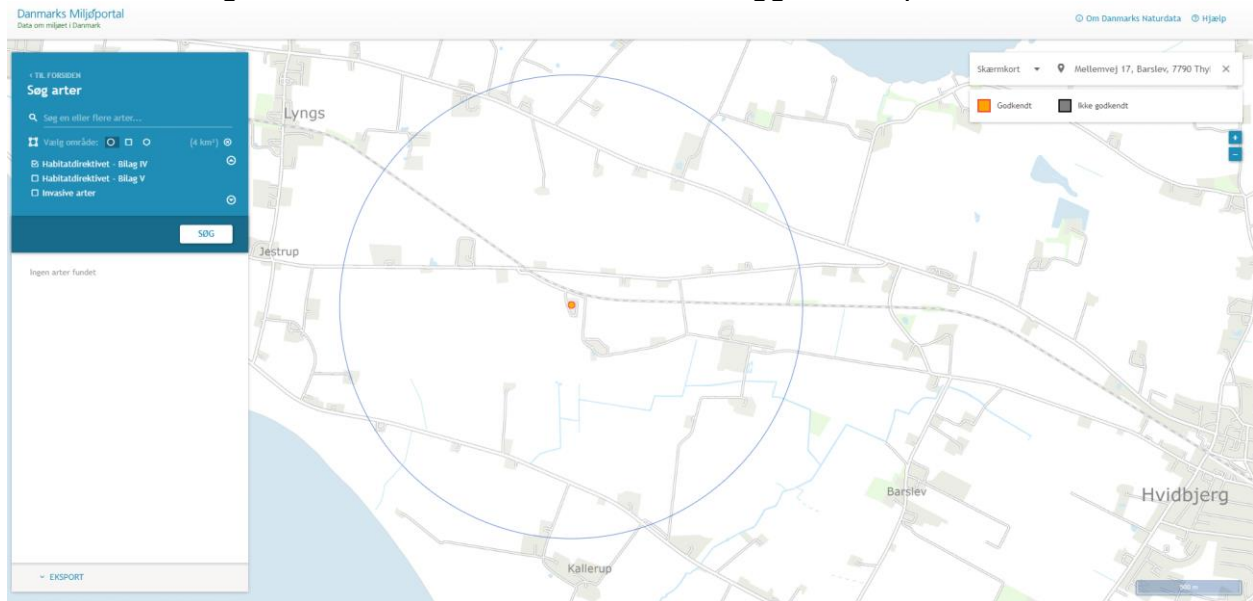 Danmarks Miljøportal
Data om miljøet i Danmark
Om Danmarks Naturdata
Hjælp
‹ TIL FORSIDEN
Søg arter
Søg en eller flere arter...
Vælg område:
(4 km²)
Habitatdirektivet - Bilag IV
Habitatdirektivet - Bilag V
Invasive arter
SØG
Ingen arter fundet
EKSPORT
Skærmkort
Mellemvej 17, Barslev, 7790 Thy
Godkendt
Ikke godkendt
Lyngs
Jestrup
Barslev
Hvidbjerg
Kallerup
500 m